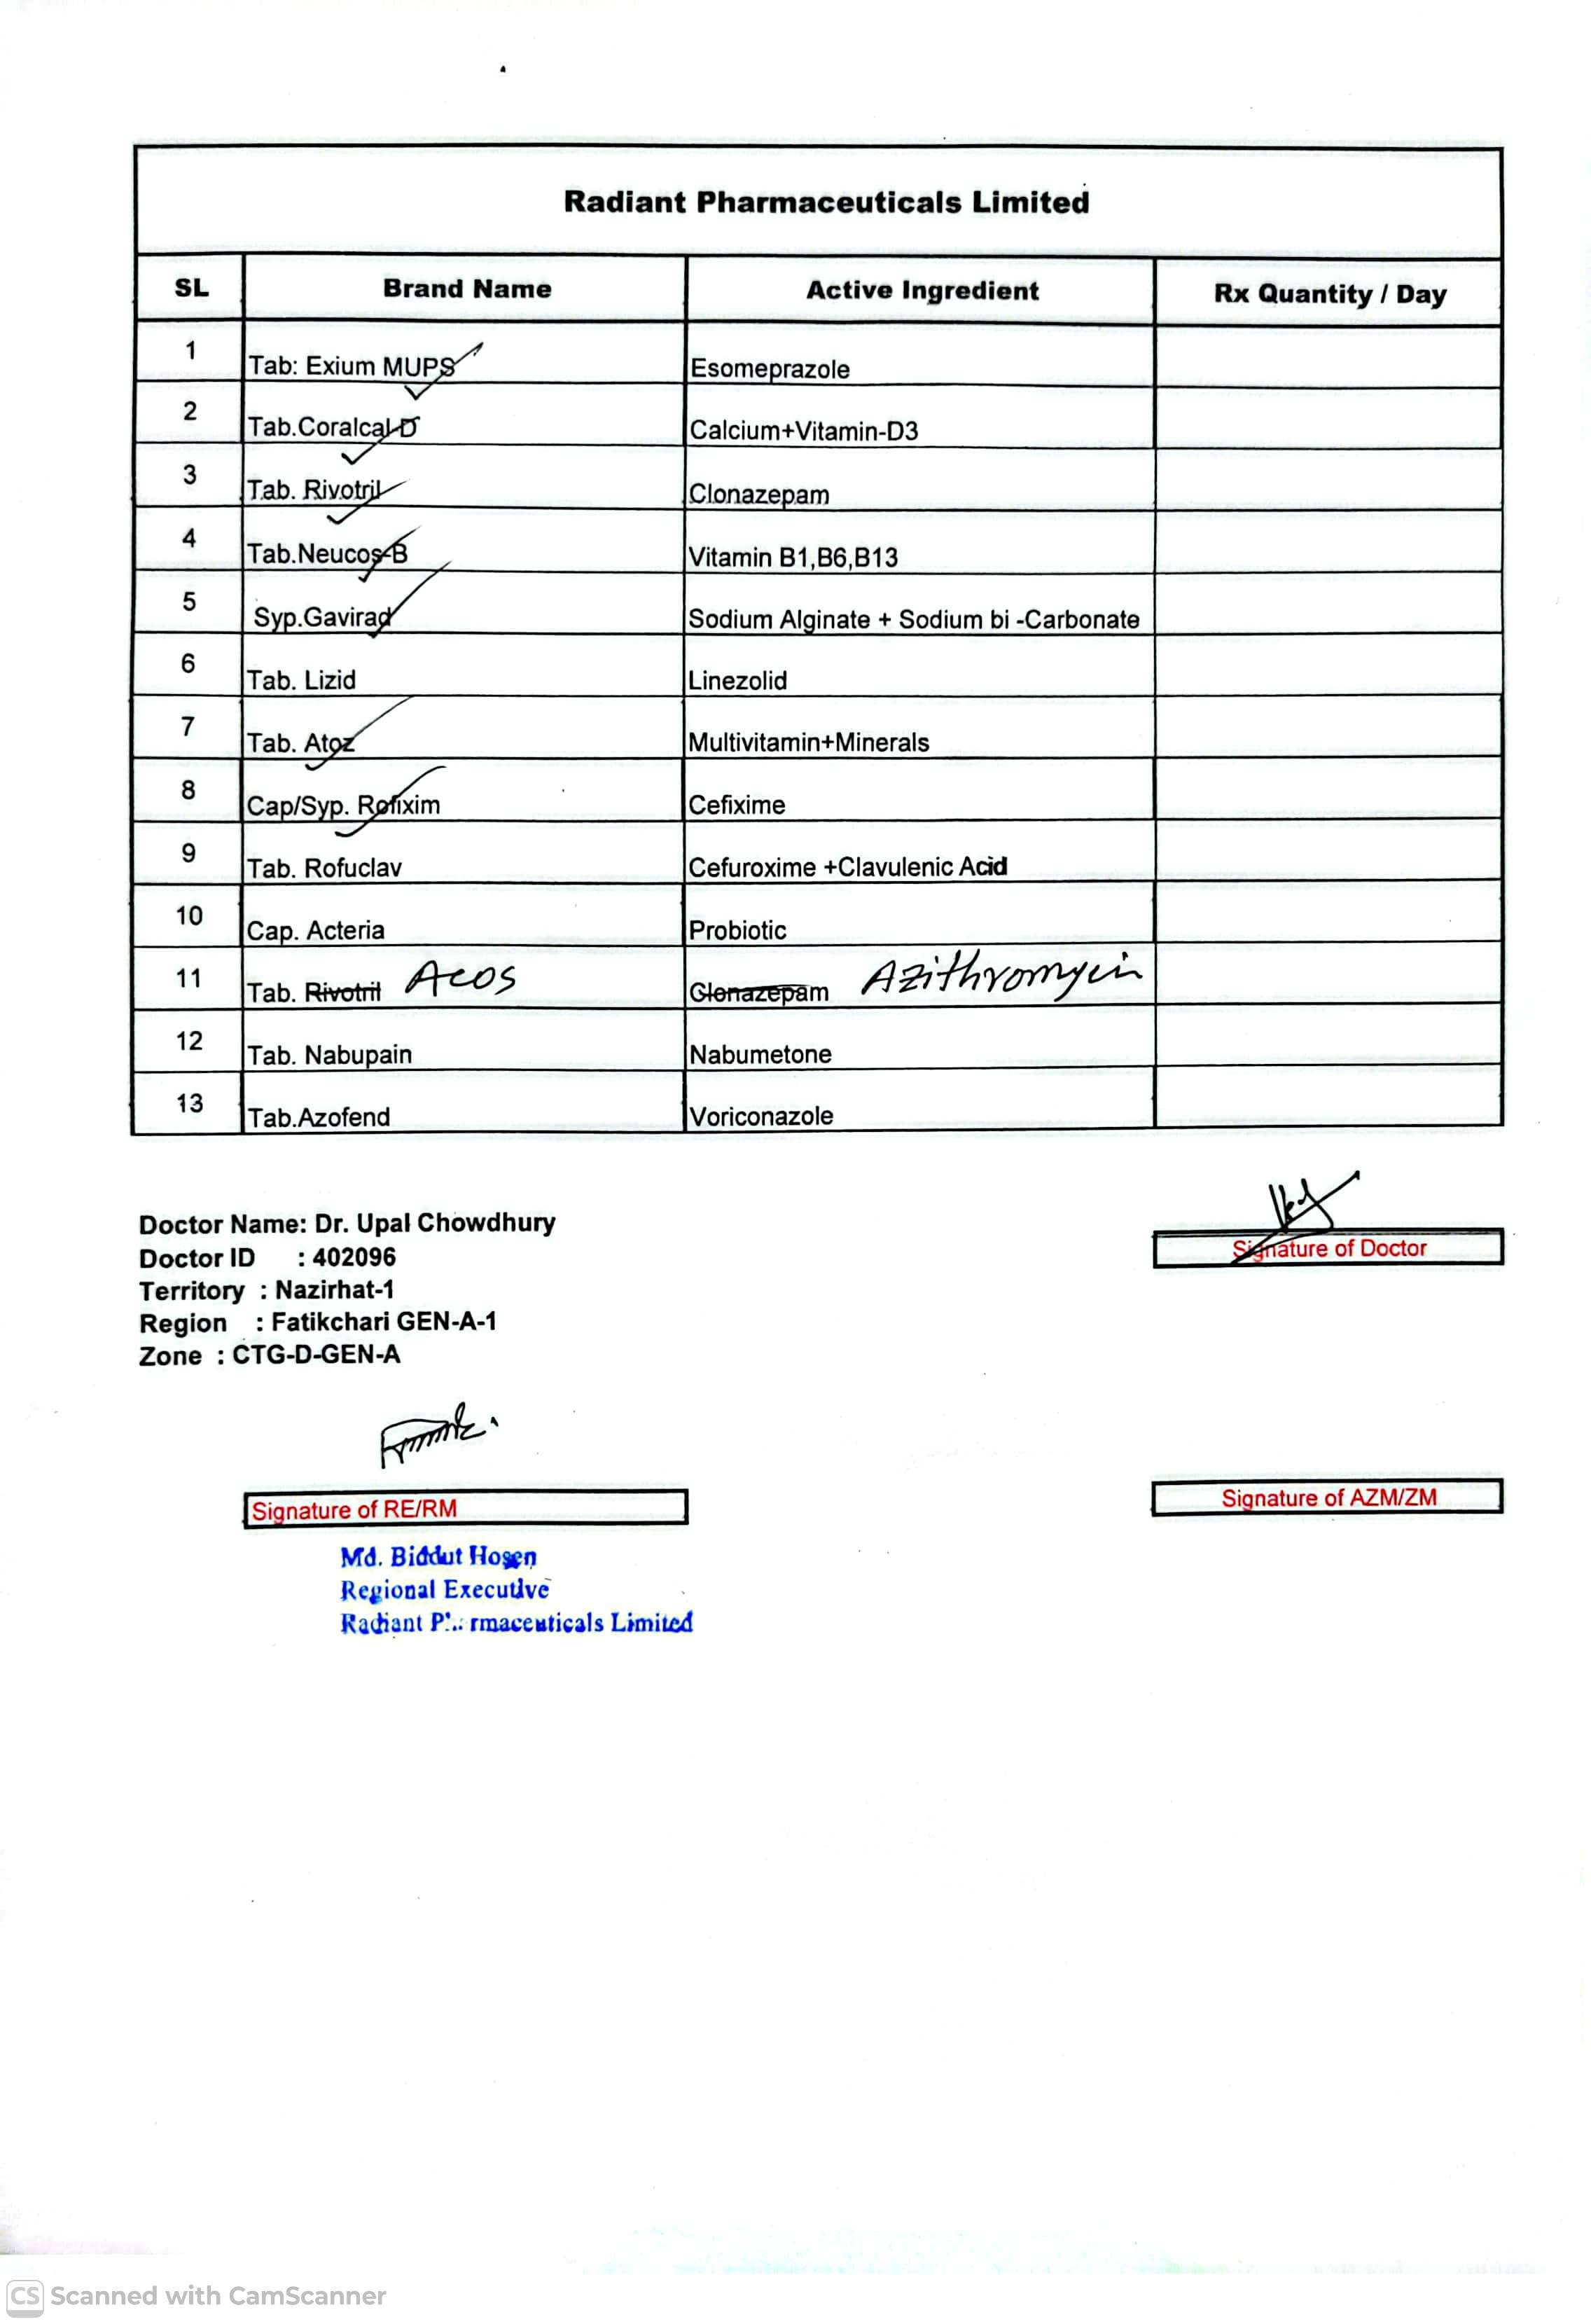 Radiant Pharmaceuticals Limited
SL Brand Name Active Ingredient Rx Quantity / Day
1 Tab: Exium MUPS Esomeprazole
2 Tab.Coralcal-D Calcium+Vitamin-D3
3 Tab. Rivotril Clonazepam
4 Tab.Neucos-B Vitamin B1,B6,B13
5 Syp.Gavirad Sodium Alginate + Sodium bi -Carbonate
6 Tab. Lizid Linezolid
7 Tab. Atoz Multivitamin+Minerals
8 Cap/Syp. Rofixim Cefixime
9 Tab. Rofuclav Cefuroxime +Clavulenic Acid
10 Cap. Acteria Probiotic
11 Tab. Rivotril Acos Clonazepam Azithromycin
12 Tab. Nabupain Nabumetone
13 Tab.Azofend Voriconazole
Doctor Name: Dr. Upal Chowdhury
Doctor ID : 402096
Territory : Nazirhat-1
Region : Fatikchari GEN-A-1
Zone : CTG-D-GEN-A
Signature of Doctor
Signature of RE/RM
Signature of AZM/ZM
Md. Biddut Hosen
Regional Executive
Radiant Pharmaceuticals Limited
CS Scanned with CamScanner